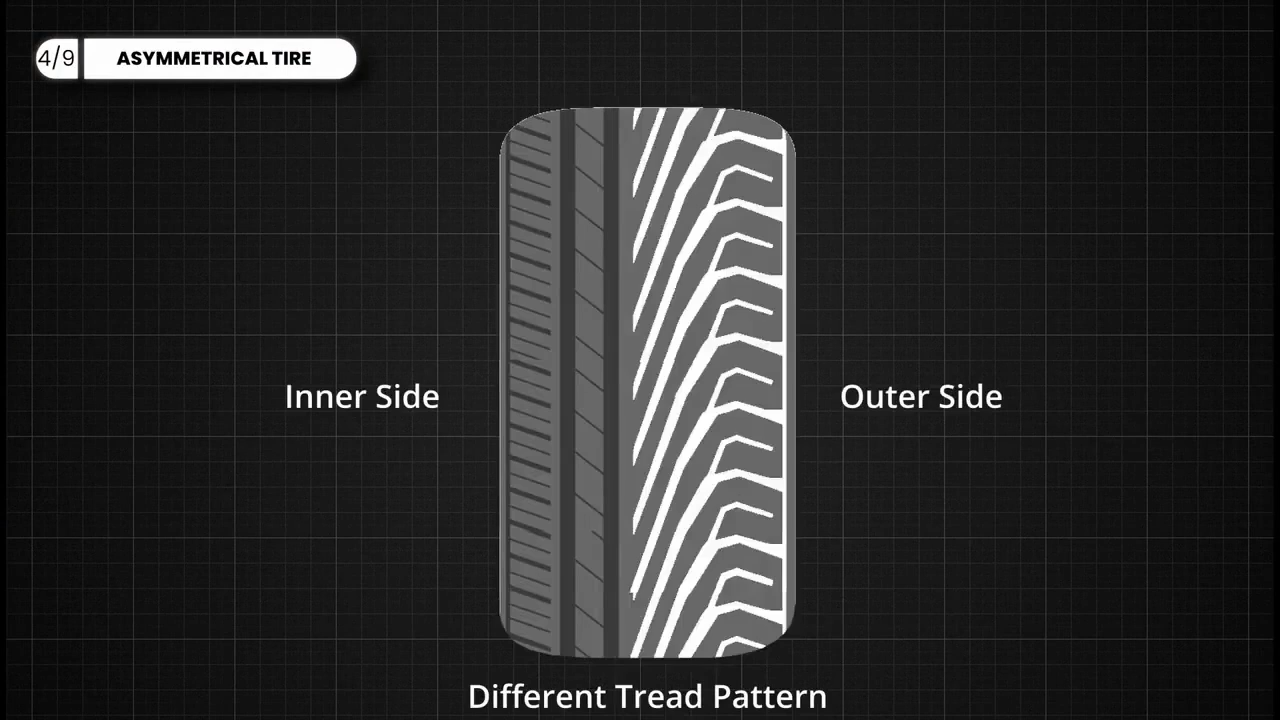 4/9 ASYMMETRICAL TIRE
Inner Side
Outer Side
Different Tread Pattern